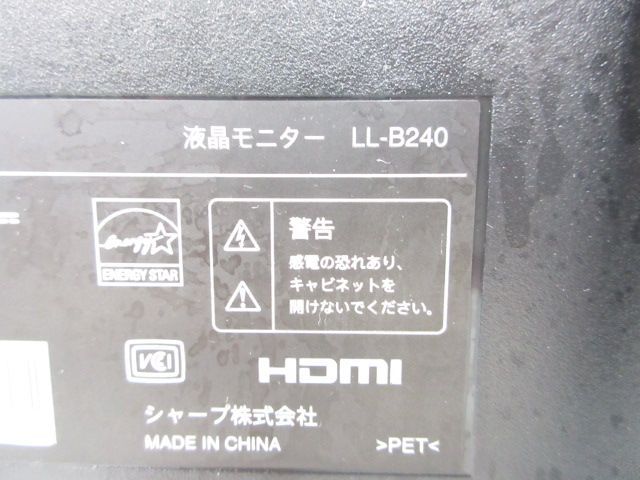 液晶モニター LL-B240
energy
ENERGY STAR
警告
感電の恐れあり、
キャビネットを
開けないでください。
VCI
HDMI
シャープ株式会社
MADE IN CHINA >PET<